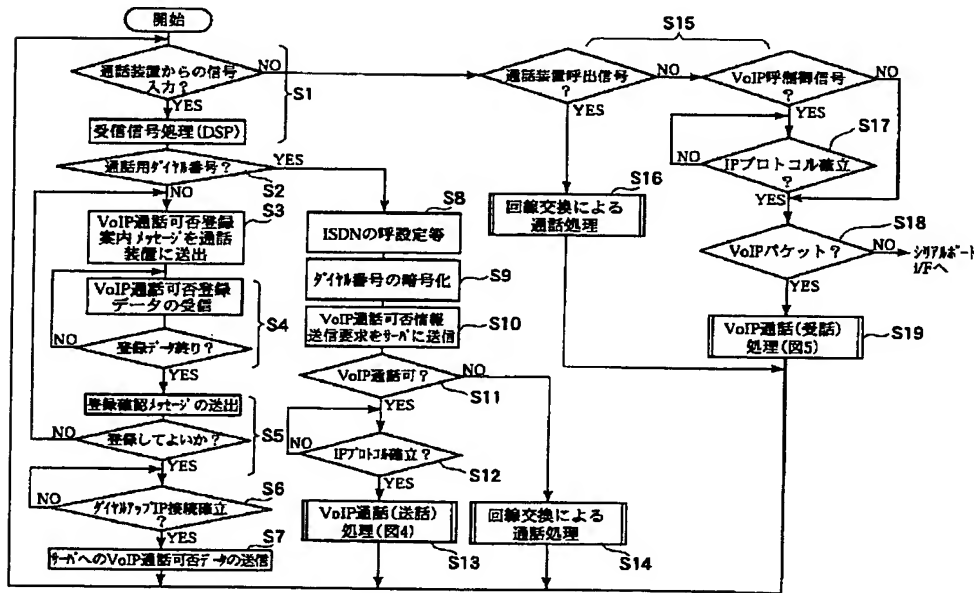 開始
通話装置からの信号
入力？
NO
YES
受信信号処理(DSP)
S1
通話用ダイヤル番号？
YES
S2
NO
S3
VoIP通話可否登録
案内メッセージを通話
装置に送出
VoIP通話可否登録
データの受信
S4
NO
登録データ終り？
YES
登録確認メッセージの送出
S5
NO
登録してよいか？
YES
S6
NO
ダイヤルアップIP接続確立
？
YES
S7
サーバへのVoIP通話可否データの送信
S8
ISDNの呼設定等
S9
ダイヤル番号の暗号化
S10
VoIP通話可否情報
送信要求をサーバに送信
VoIP通話可？
NO
S11
YES
NO
IPプロトコル確立？
S12
YES
VoIP通話(送話)
処理(図4)
S13
回線交換による
通話処理
S14
S15
通話装置呼出信号
？
NO
YES
VoIP呼制御信号
？
NO
YES
S16
回線交換による
通話処理
S17
NO
IPプロトコル確立
？
YES
S18
VoIPパケット？
NO
シリアルボード
I/Fへ
YES
VoIP通話(受話)
処理(図5)
S19